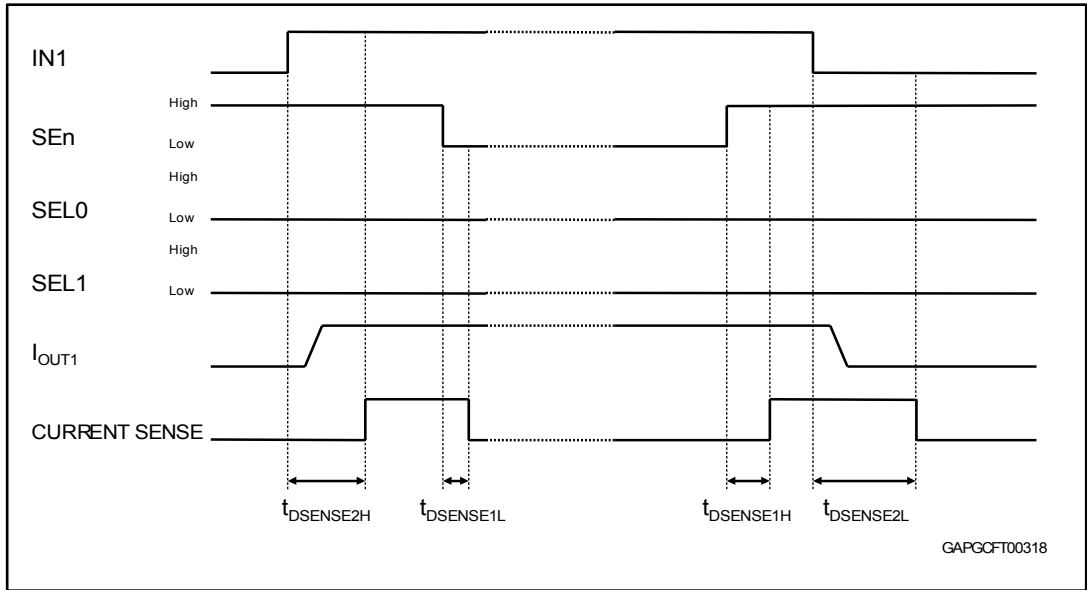 IN1
High
SEn
Low
High
SEL0
Low
High
SEL1
Low
IOUT1
CURRENT SENSE
tDSENSE2H tDSENSE1L tDSENSE1H tDSENSE2L
GAPGCFT00318